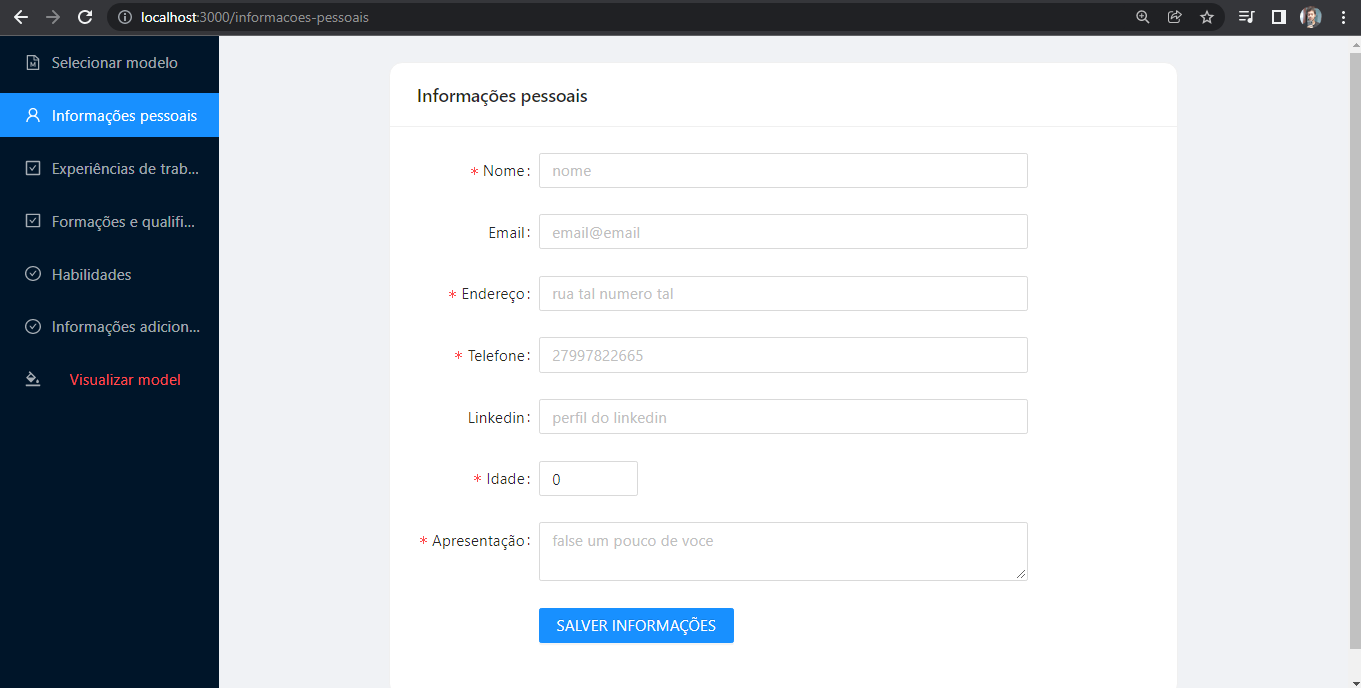 localhost:3000/informacoes-pessoais
Selecionar modelo
Informações pessoais
Experiências de trab...
Formações e qualifi...
Habilidades
Informações adicion...
Visualizar model
Informações pessoais
* Nome: nome
Email: email@email
* Endereço: rua tal numero tal
* Telefone: 27997822665
Linkedin: perfil do linkedin
* Idade: 0
* Apresentação: false um pouco de voce
SALVER INFORMAÇÕES